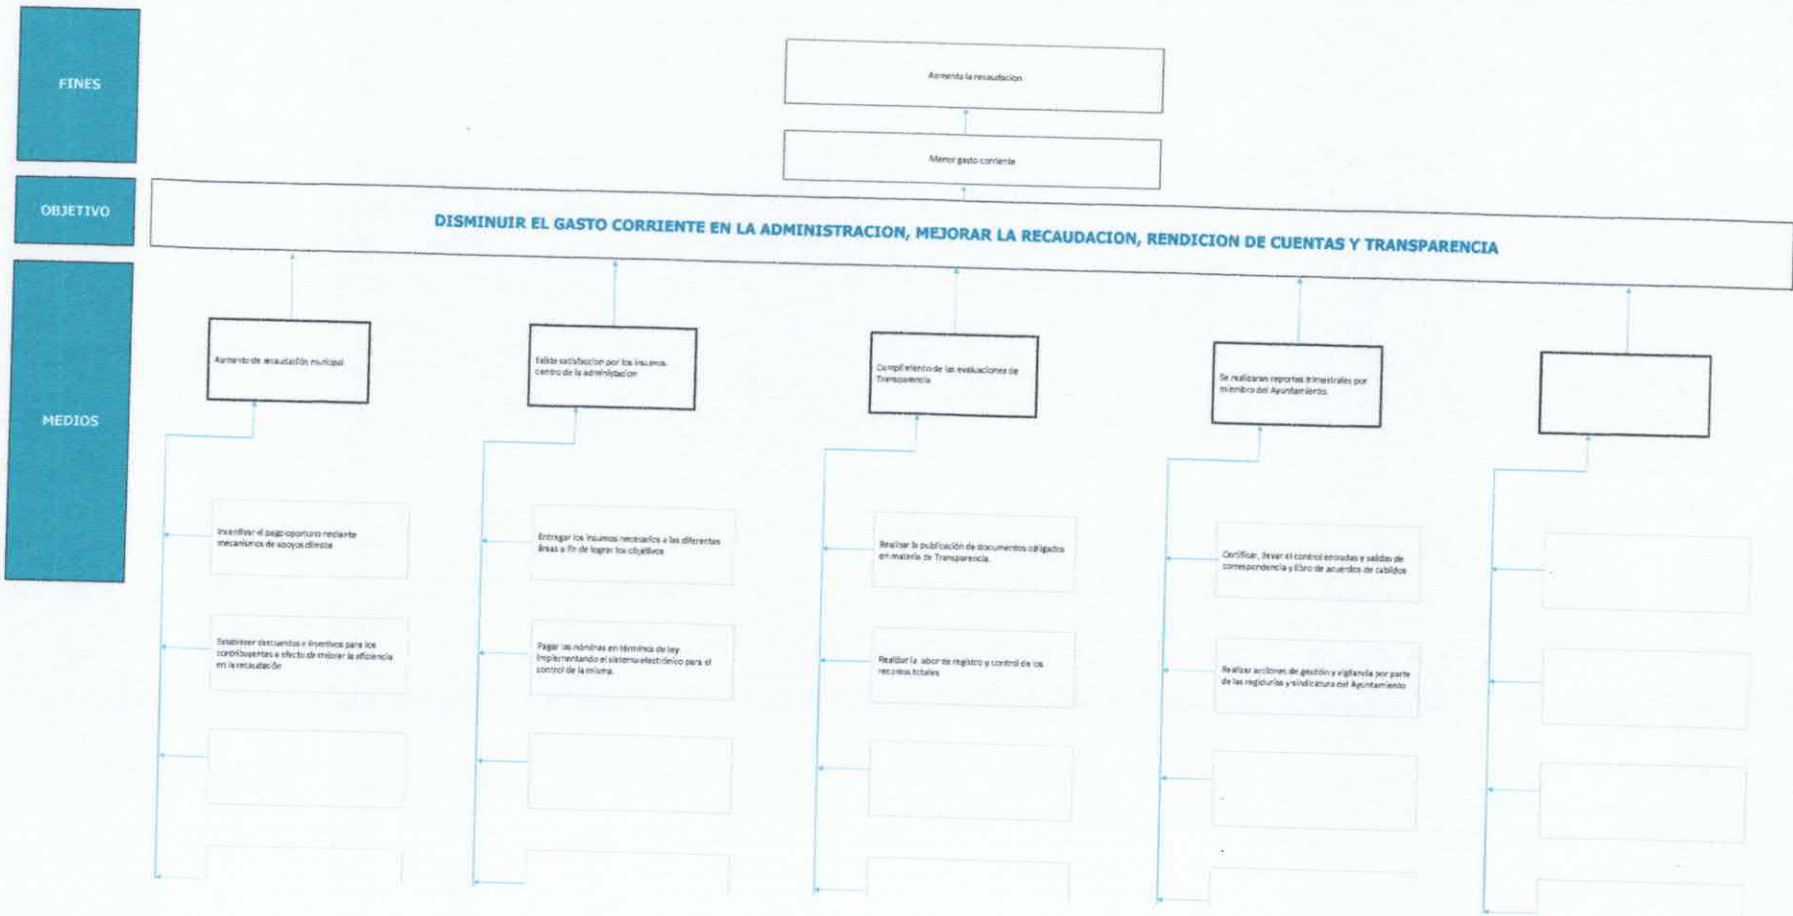 FINES
Aumenta la recaudacion
Menor gasto corriente
OBJETIVO
DISMINUIR EL GASTO CORRIENTE EN LA ADMINISTRACION, MEJORAR LA RECAUDACION, RENDICION DE CUENTAS Y TRANSPARENCIA
MEDIOS
Aumento de recaudación municipal
Existe satisfaccion por los insumos
dentro de la administacion
Cumplimiento de las evaluaciones de
Transparencia
Se realizaran reportes trimestrales por
miembro del Ayuntamiento.
Incentivar el pago oportuno mediante
mecanismos de apoyos directos
Entregar los insumos necesarios a las diferentes
áreas a fin de lograr los objetivos
Realizar la publicación de documentos obligados
en materia de Transparencia.
Certificar, llevar el control entradas y salidas de
correspondencia y libro de acuerdos de cabildos
Establecer descuentos e insentivos para los
contribuyentes a efecto de mejorar la eficiencia
en la recaudación
Pagar las nóminas en términos de ley
implementando el sistema electrónico para el
control de la misma.
Realizar la labor de registro y control de los
recursos totales
Realizar acciones de gestión y vigilancia por parte
de las regidurías y sindicatura del Ayuntamiento